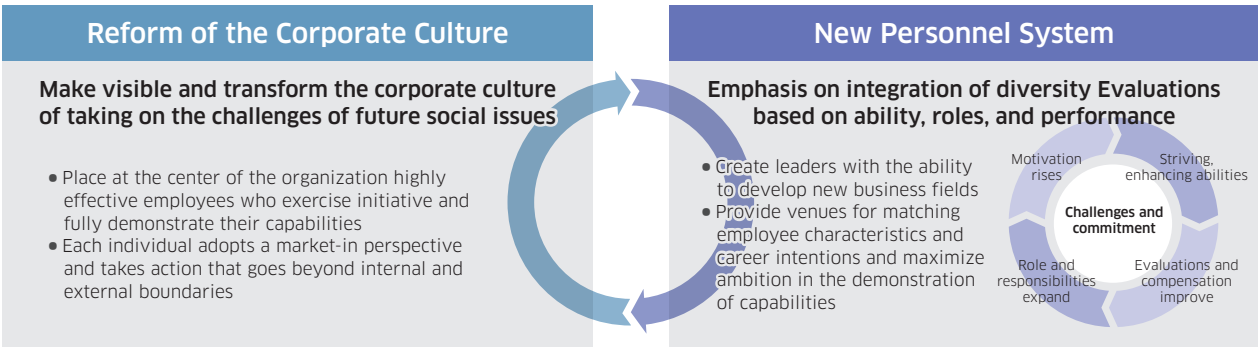 Reform of the Corporate Culture
Make visible and transform the corporate culture
of taking on the challenges of future social issues
• Place at the center of the organization highly
effective employees who exercise initiative and
fully demonstrate their capabilities
• Each individual adopts a market-in perspective
and takes action that goes beyond internal and
external boundaries
New Personnel System
Emphasis on integration of diversity Evaluations
based on ability, roles, and performance
• Create leaders with the ability
to develop new business fields
• Provide venues for matching
employee characteristics and
career intentions and maximize
ambition in the demonstration
of capabilities
Motivation
rises
Striving,
enhancing abilities
Challenges and
commitment
Role and
responsibilities
expand
Evaluations and
compensation
improve